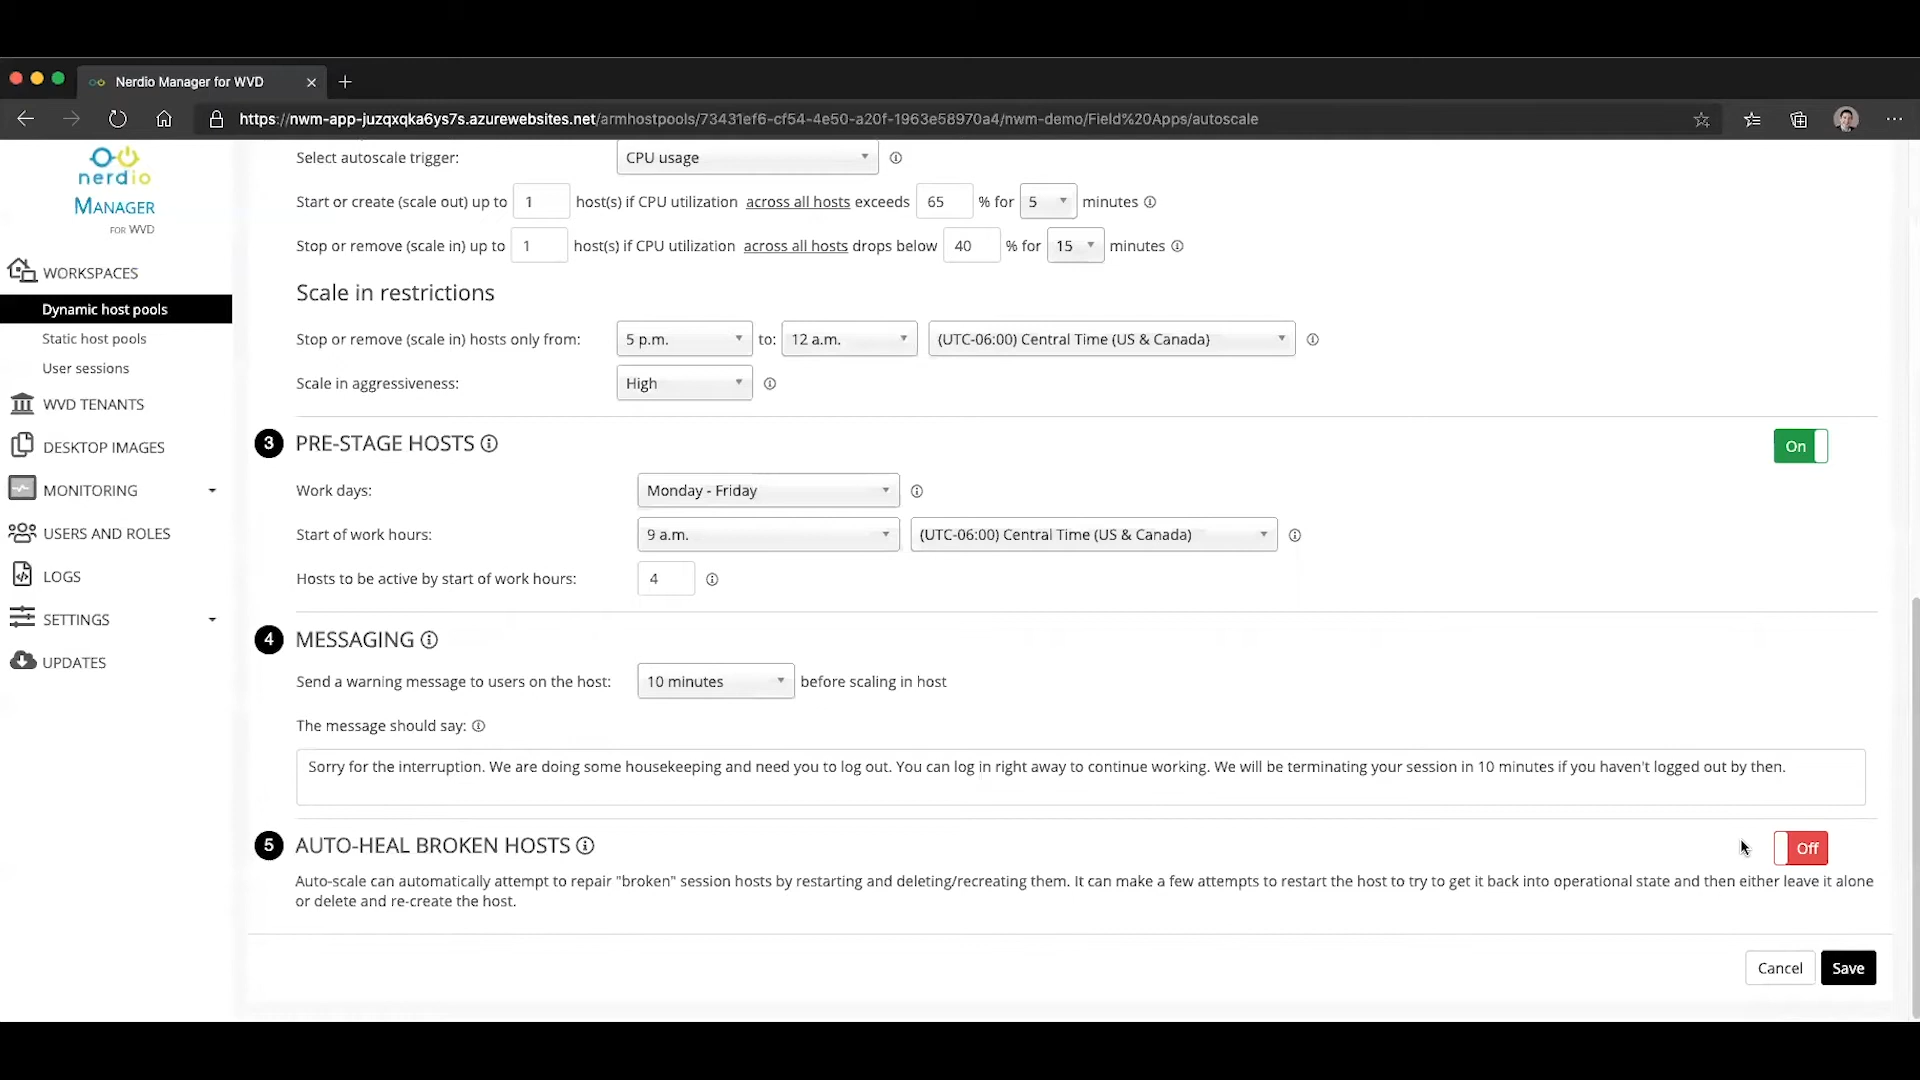 Nerdio Manager for WVD
https://nwm-app-juzqxqka6ys7s.azurewebsites.net/armhostpools/73431ef6-cf54-4e50-a20f-1963e58970a4/nwm-demo/Field%20Apps/autoscale
nerdio
MANAGER
FOR WVD
WORKSPACES
Dynamic host pools
Static host pools
User sessions
WVD TENANTS
DESKTOP IMAGES
MONITORING
USERS AND ROLES
LOGS
SETTINGS
UPDATES
Select autoscale trigger: CPU usage
Start or create (scale out) up to 1 host(s) if CPU utilization across all hosts exceeds 65 % for 5 minutes
Stop or remove (scale in) up to 1 host(s) if CPU utilization across all hosts drops below 40 % for 15 minutes
Scale in restrictions
Stop or remove (scale in) hosts only from: 5 p.m. to: 12 a.m. (UTC-06:00) Central Time (US & Canada)
Scale in aggressiveness: High
3 PRE-STAGE HOSTS On
Work days: Monday - Friday
Start of work hours: 9 a.m. (UTC-06:00) Central Time (US & Canada)
Hosts to be active by start of work hours: 4
4 MESSAGING
Send a warning message to users on the host: 10 minutes before scaling in host
The message should say:
Sorry for the interruption. We are doing some housekeeping and need you to log out. You can log in right away to continue working. We will be terminating your session in 10 minutes if you haven't logged out by then.
5 AUTO-HEAL BROKEN HOSTS Off
Auto-scale can automatically attempt to repair "broken" session hosts by restarting and deleting/recreating them. It can make a few attempts to restart the host to try to get it back into operational state and then either leave it alone
or delete and re-create the host.
Cancel Save